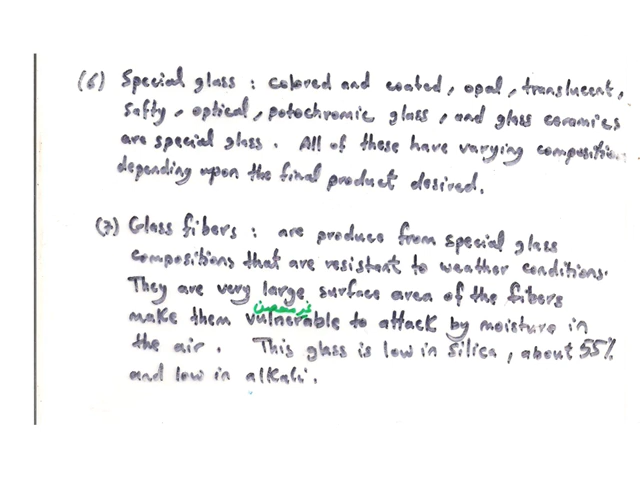 (6) Special glass : colored and coated, opal, translucent,
safty, optical, potochromic glass, and glass ceramics
are special glass. All of these have varying composition
depending upon the final product desired.
(7) Glass fibers : are produce from special glass
compositions that are resistent to weather conditions.
They are very large surface area of the fibers
غير محصن
make them vulnerable to attack by moisture in
the air. This glass is low in silica, about 55%
and low in alkali.